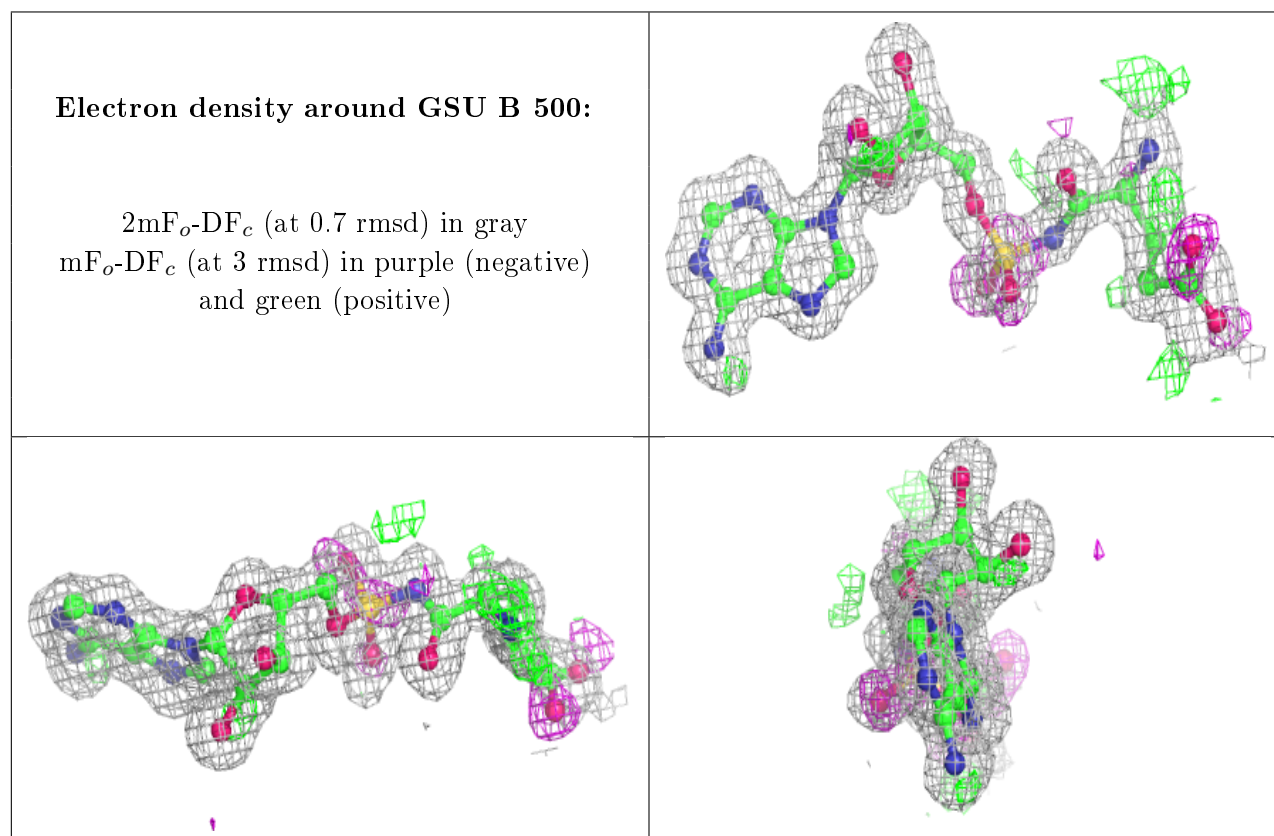 Electron density around GSU B 500:
2mFo-DFc (at 0.7 rmsd) in gray
mFo-DFc (at 3 rmsd) in purple (negative)
and green (positive)